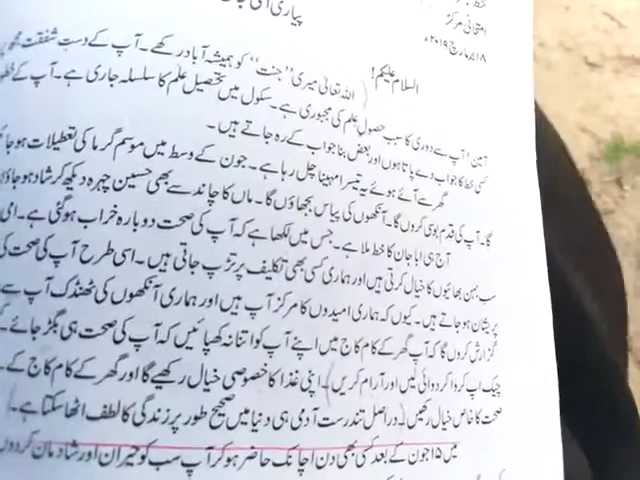 پیاری امی
امتحانی مرکز
۱۸ مارچ ۲۰۱۹ء
السلام علیکم!
اللہ تعالیٰ میری "جنت" کو ہمیشہ آباد رکھے۔ آپ کے دستِ شفقت
آمین! آپ سے دوری کا سبب حصولِ علم کی مجبوری ہے۔ سکول میں تحصیلِ علم کا سلسلہ جاری ہے۔ آپ کے
کسی خط کا جواب دے پاتا ہوں اور بعض بنا جواب کے رہ جاتے ہیں۔
گھر سے آئے ہوئے یہ تیسرا مہینا چل رہا ہے۔ جون کے وسط میں موسم گرما کی تعطیلات
گا۔ آپ کی قدم بوسی کروں گا۔ آنکھوں کی پیاس بجھاؤں گا۔ ماں کا چاند سے بھی حسین چہرہ دیکھ کر شاد ہو جاؤں
آج ہی ابا جان کا خط ملا ہے۔ جس میں لکھا ہے کہ آپ کی صحت دوبارہ خراب ہو گئی ہے۔ امی
سب بہن بھائیوں کا خیال کرتی ہیں اور ہماری کسی بھی تکلیف پر تڑپ جاتی ہیں۔ اسی طرح آپ کی صحت کی
پریشان ہو جاتے ہیں۔ کیوں کہ ہماری امیدوں کا مرکز آپ ہیں اور ہماری آنکھوں کی ٹھنڈک آپ سے
گزارش کروں گا کہ آپ گھر کے کام کاج میں اپنے آپ کو اتنا نہ کھپائیں کہ آپ کی صحت ہی بگڑ جائے۔
چیک اپ کروا کر دوائی لیں اور آرام کریں۔ اپنی غذا کا خصوصی خیال رکھیے گا اور گھر کے کام کاج کے
صحت کا خاص خیال رکھیں۔ دراصل تندرست آدمی ہی دنیا میں صحیح طور پر زندگی کا لطف اٹھا سکتا ہے۔
میں ۱۵ جون کے بعد کسی بھی دن اچانک حاضر ہو کر آپ سب کو حیران اور شادمان کر دوں